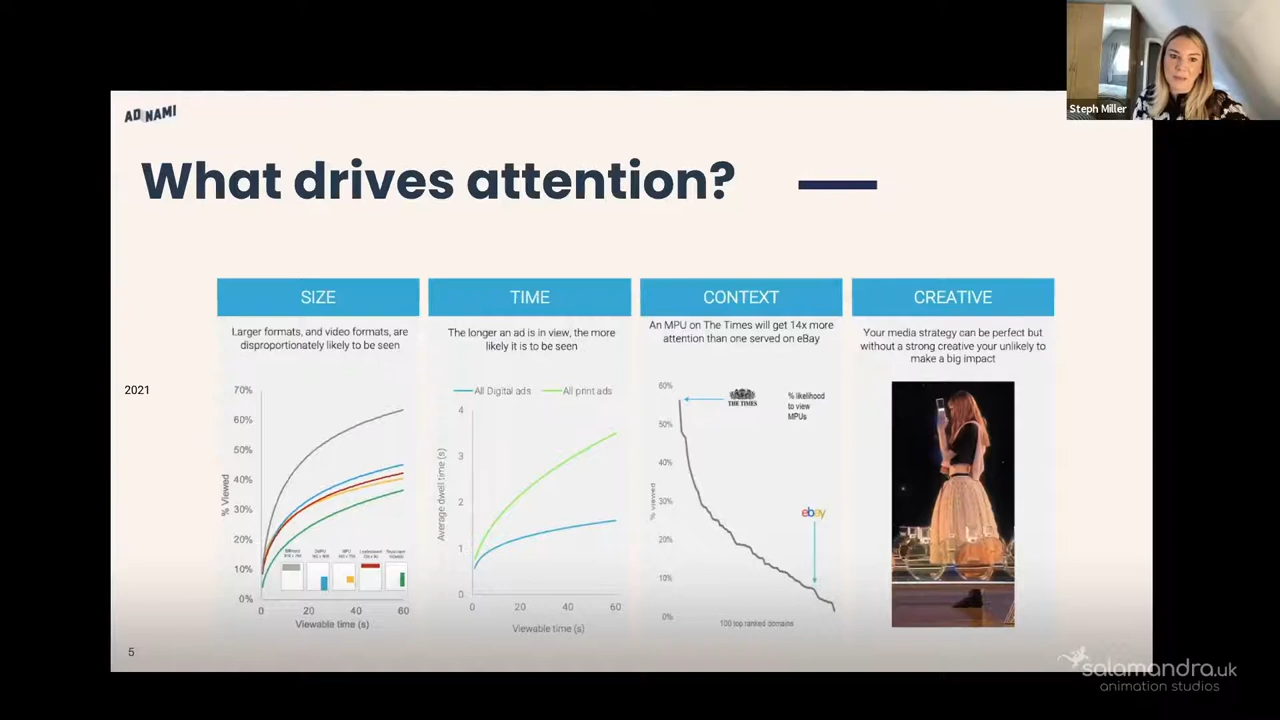 Steph Miller
ADNAMI
What drives attention?
SIZE
Larger formats, and video formats, are
disproportionately likely to be seen
70%
60%
50%
40%
30%
20%
10%
0%
% Viewed
0
20
40
60
Viewable time (s)
TIME
The longer an ad is in view, the more
likely it is to be seen
All Digital ads
All print ads
4
3
2
1
0
Average dwell time (s)
0
20
40
60
Viewable time (s)
CONTEXT
An MPU on The Times will get 14x more
attention than one served on eBay
60%
50%
40%
30%
20%
10%
0%
% viewed
THE TIMES
% likelihood
to view
MPUs
ebay
100 top ranked domains
CREATIVE
Your media strategy can be perfect but
without a strong creative your unlikely to
make a big impact
2021
5
salamandra.uk
animation studios